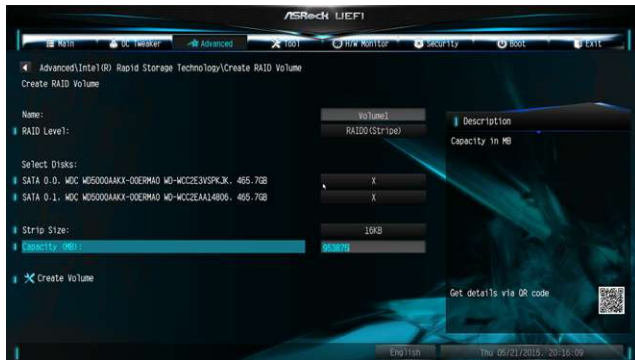 ASRock UEFI
Main OC Tweaker Advanced Tool H/W Monitor Security Boot Exit
Advanced\Intel(R) Rapid Storage Technology\Create RAID Volume
Create RAID Volume
Name: Volume1
RAID Level: RAID0(Stripe)
Select Disks:
SATA 0.0, WDC WD5000AAKX-00ERMA0 WD-WCC2E3VSPKJK, 465.7GB X
SATA 0.1, WDC WD5000AAKX-00ERMA0 WD-WCC2EAA14806, 465.7GB X
Strip Size: 16KB
Capacity (MB): 953875
Create Volume
Description
Capacity in MB
Get details via QR code
English Thu 05/21/2015, 20:16:09